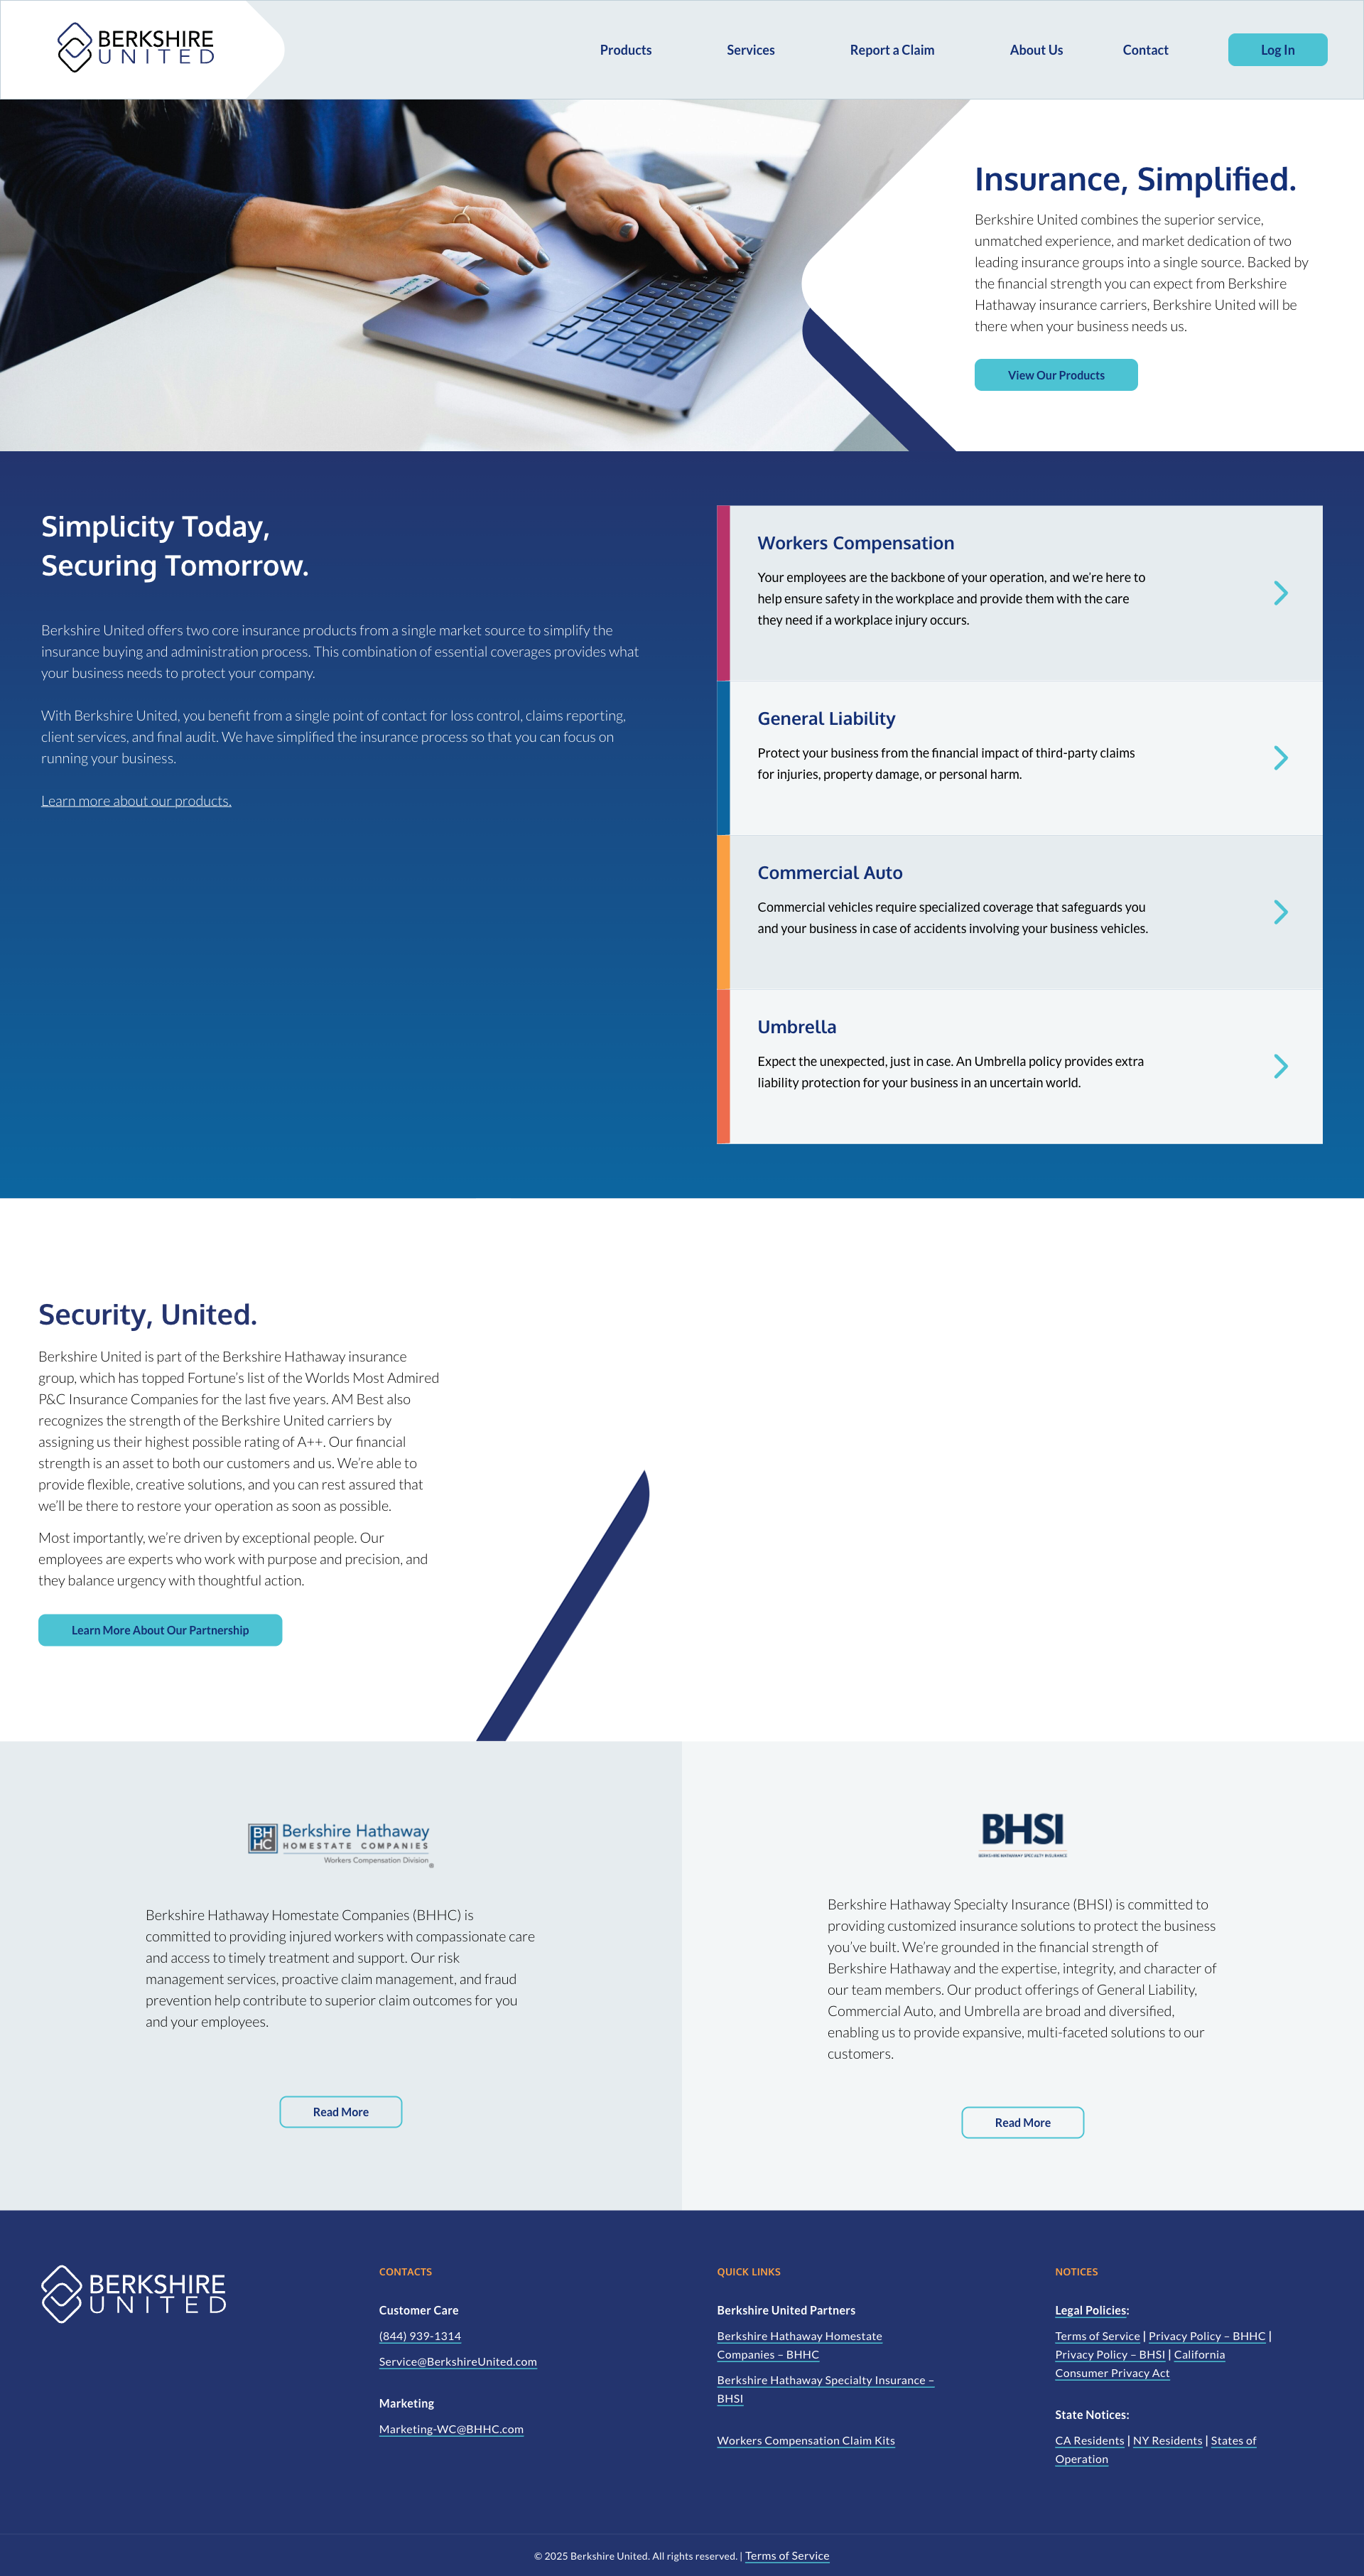 BERKSHIRE
UNITED
Products
Services
Report a Claim
About Us
Contact
Log In
Insurance, Simplified.
Berkshire United combines the superior service,
unmatched experience, and market dedication of two
leading insurance groups into a single source. Backed by
the financial strength you can expect from Berkshire
Hathaway insurance carriers, Berkshire United will be
there when your business needs us.
View Our Products
Simplicity Today,
Securing Tomorrow.
Berkshire United offers two core insurance products from a single market source to simplify the
insurance buying and administration process. This combination of essential coverages provides what
your business needs to protect your company.
With Berkshire United, you benefit from a single point of contact for loss control, claims reporting,
client services, and final audit. We have simplified the insurance process so that you can focus on
running your business.
Learn more about our products.
Workers Compensation
Your employees are the backbone of your operation, and we're here to
help ensure safety in the workplace and provide them with the care
they need if a workplace injury occurs.
General Liability
Protect your business from the financial impact of third-party claims
for injuries, property damage, or personal harm.
Commercial Auto
Commercial vehicles require specialized coverage that safeguards you
and your business in case of accidents involving your business vehicles.
Umbrella
Expect the unexpected, just in case. An Umbrella policy provides extra
liability protection for your business in an uncertain world.
Security, United.
Berkshire United is part of the Berkshire Hathaway insurance
group, which has topped Fortune's list of the Worlds Most Admired
P&C Insurance Companies for the last five years. AM Best also
recognizes the strength of the Berkshire United carriers by
assigning us their highest possible rating of A++. Our financial
strength is an asset to both our customers and us. We're able to
provide flexible, creative solutions, and you can rest assured that
we'll be there to restore your operation as soon as possible.
Most importantly, we're driven by exceptional people. Our
employees are experts who work with purpose and precision, and
they balance urgency with thoughtful action.
Learn More About Our Partnership
BH
HC
Berkshire Hathaway
HOMESTATE COMPANIES
Workers Compensation Division
Berkshire Hathaway Homestate Companies (BHHC) is
committed to providing injured workers with compassionate care
and access to timely treatment and support. Our risk
management services, proactive claim management, and fraud
prevention help contribute to superior claim outcomes for you
and your employees.
Read More
BHSI
BERKSHIRE HATHAWAY SPECIALTY INSURANCE
Berkshire Hathaway Specialty Insurance (BHSI) is committed to
providing customized insurance solutions to protect the business
you've built. We're grounded in the financial strength of
Berkshire Hathaway and the expertise, integrity, and character of
our team members. Our product offerings of General Liability,
Commercial Auto, and Umbrella are broad and diversified,
enabling us to provide expansive, multi-faceted solutions to our
customers.
Read More
BERKSHIRE
UNITED
CONTACTS
Customer Care
(844) 939-1314
Service@BerkshireUnited.com
Marketing
Marketing-WC@BHHC.com
QUICK LINKS
Berkshire United Partners
Berkshire Hathaway Homestate
Companies – BHHC
Berkshire Hathaway Specialty Insurance –
BHSI
Workers Compensation Claim Kits
NOTICES
Legal Policies:
Terms of Service | Privacy Policy – BHHC |
Privacy Policy – BHSI | California
Consumer Privacy Act
State Notices:
CA Residents | NY Residents | States of
Operation
© 2025 Berkshire United. All rights reserved. | Terms of Service